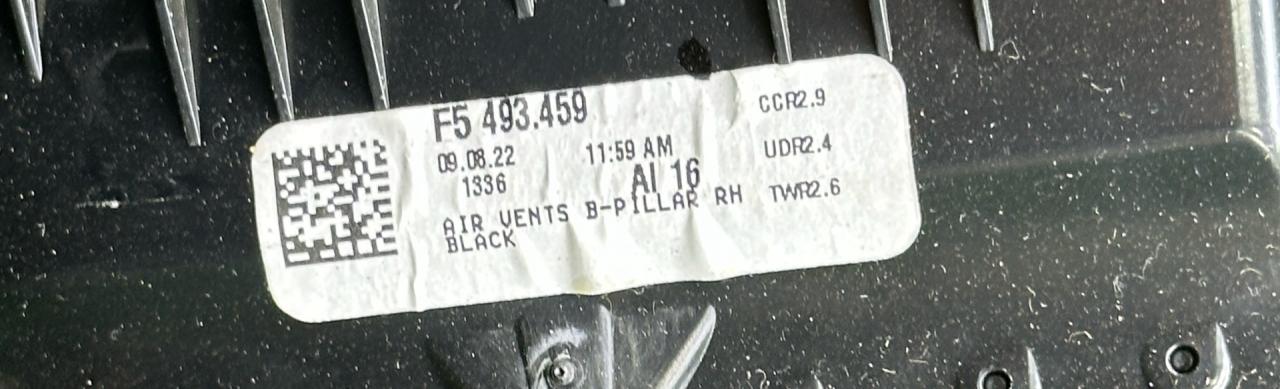 F5 493.459
CCR2.9
09.08.22 11:59 AM
UDR2.4
1336 AI 16
TWR2.6
AIR VENTS B-PILLAR RH
BLACK